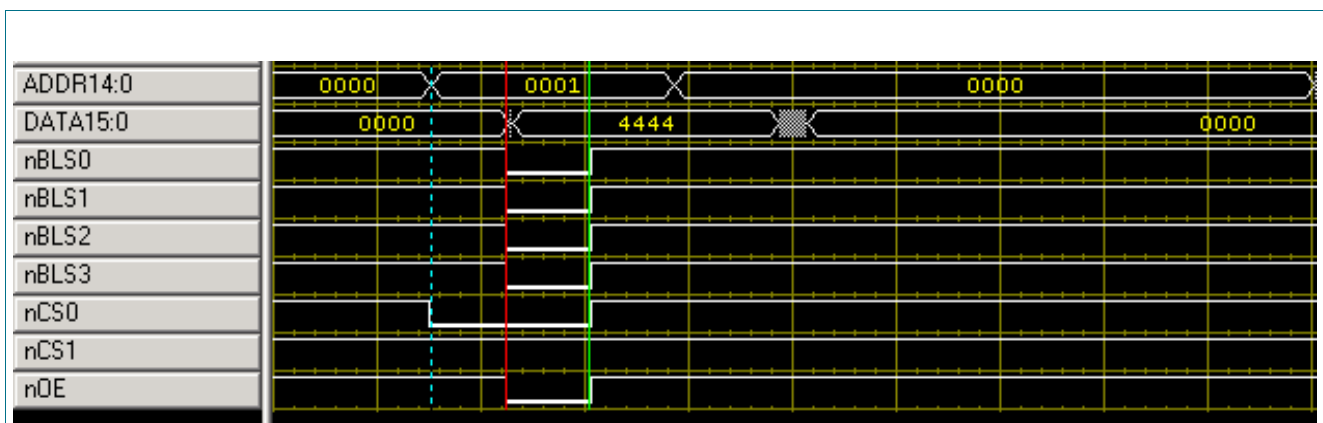 ADDR14:0 0000 0001 0000
DATA15:0 0000 4444 0000
nBLS0
nBLS1
nBLS2
nBLS3
nCS0
nCS1
nOE